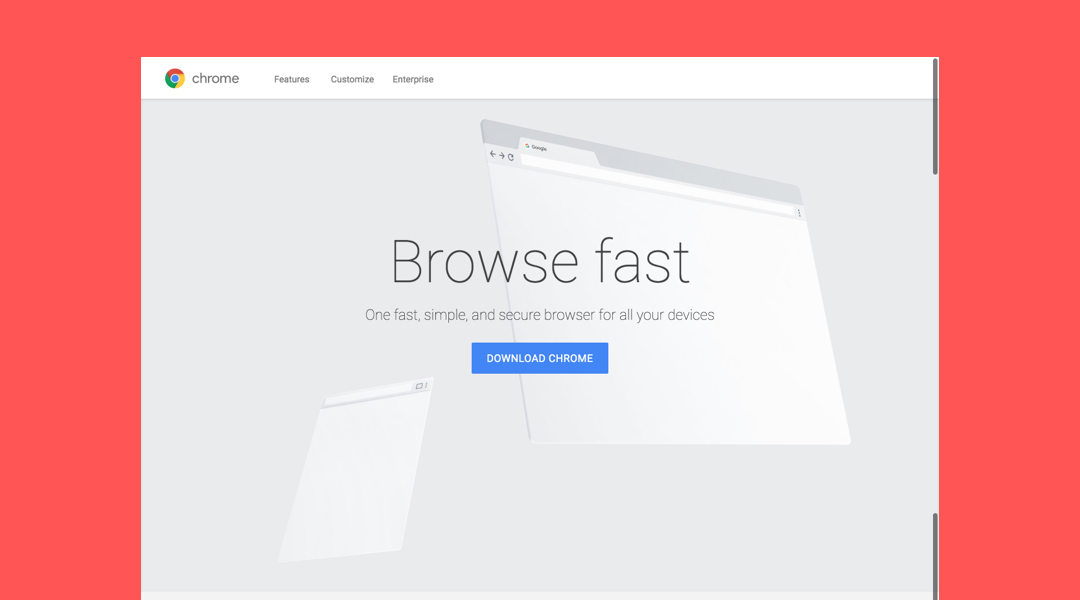 chrome Features Customize Enterprise
Google
Browse fast
One fast, simple, and secure browser for all your devices
DOWNLOAD CHROME